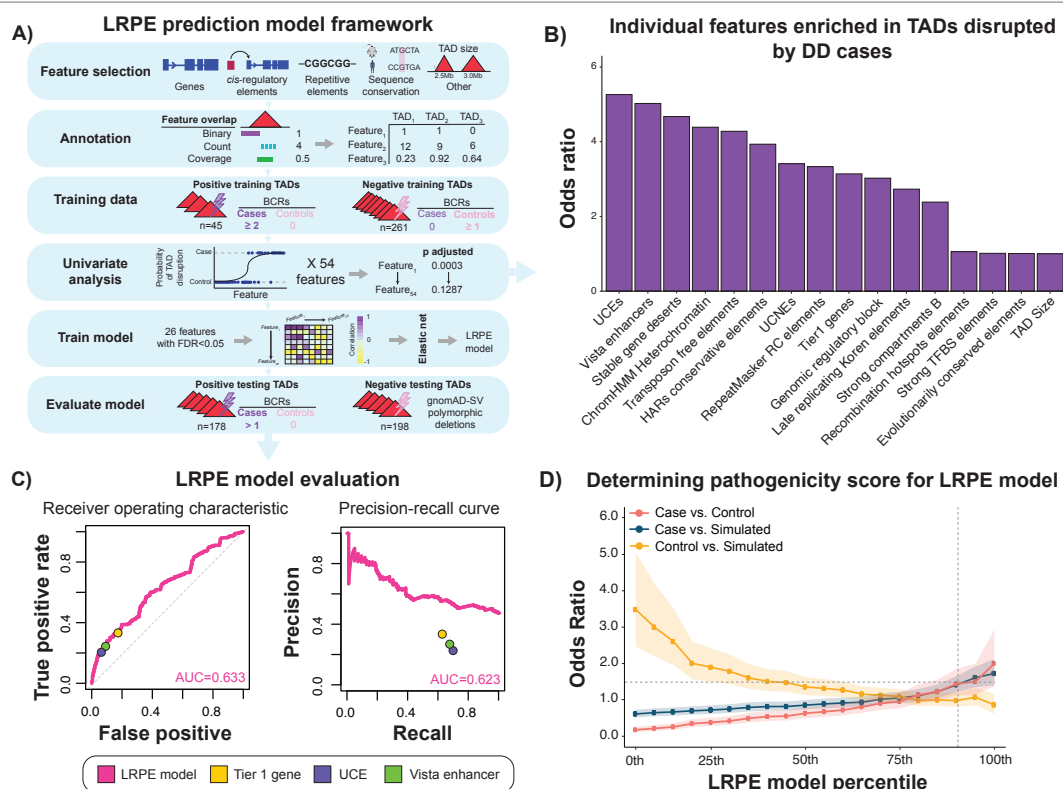 A)
LRPE prediction model framework
Feature selection
Genes
cis-regulatory
elements
–CGGCGG–
Repetitive
elements
ATGCTA
CCGTGA
Sequence
conservation
TAD size
2.5Mb 3.0Mb
Other
Annotation
Feature overlap
Binary 1
Count 4
Coverage 0.5
TAD1 TAD2 TAD3
Feature1 1 1 0
Feature2 12 9 6
Feature3 0.23 0.92 0.64
Training data
Positive training TADs
BCRs
Cases Controls
≥ 2 0
n=45
Negative training TADs
BCRs
Cases Controls
0 ≥ 1
n=261
Univariate
analysis
Probability
of TAD
disruption
Case
Control
Feature
X 54
features
p adjusted
Feature1 0.0003
Feature54 0.1287
Train model
26 features
with FDR<0.05
Correlation
1
0
-1
Elastic net
LRPE
model
Evaluate model
Positive testing TADs
BCRs
Cases Controls
> 1 0
n=178
Negative testing TADs
gnomAD-SV
polymorphic
deletions
n=198
B)
Individual features enriched in TADs disrupted
by DD cases
Odds ratio
6
4
2
0
UCEs
Vista enhancers
Stable gene deserts
ChromHMM Heterochromatin
Transposon free elements
HARs conservative elements
UCNEs
RepeatMasker RC elements
Tier1 genes
Genomic regulatory block
Late replicating Koren elements
Strong compartments B
Recombination hotspots elements
Strong TFBS elements
Evolutionarily conserved elements
TAD Size
C)
LRPE model evaluation
Receiver operating characteristic
True positive rate
0.8
0.4
0.0
AUC=0.633
0.0 0.4 0.8
False positive
Precision-recall curve
Precision
0.8
0.4
0.0
AUC=0.623
0.0 0.4 0.8
Recall
LRPE model
Tier 1 gene
UCE
Vista enhancer
D)
Determining pathogenicity score for LRPE model
Case vs. Control
Case vs. Simulated
Control vs. Simulated
Odds Ratio
6.0
5.0
4.0
3.0
2.0
1.0
0.0
0th 25th 50th 75th 100th
LRPE model percentile